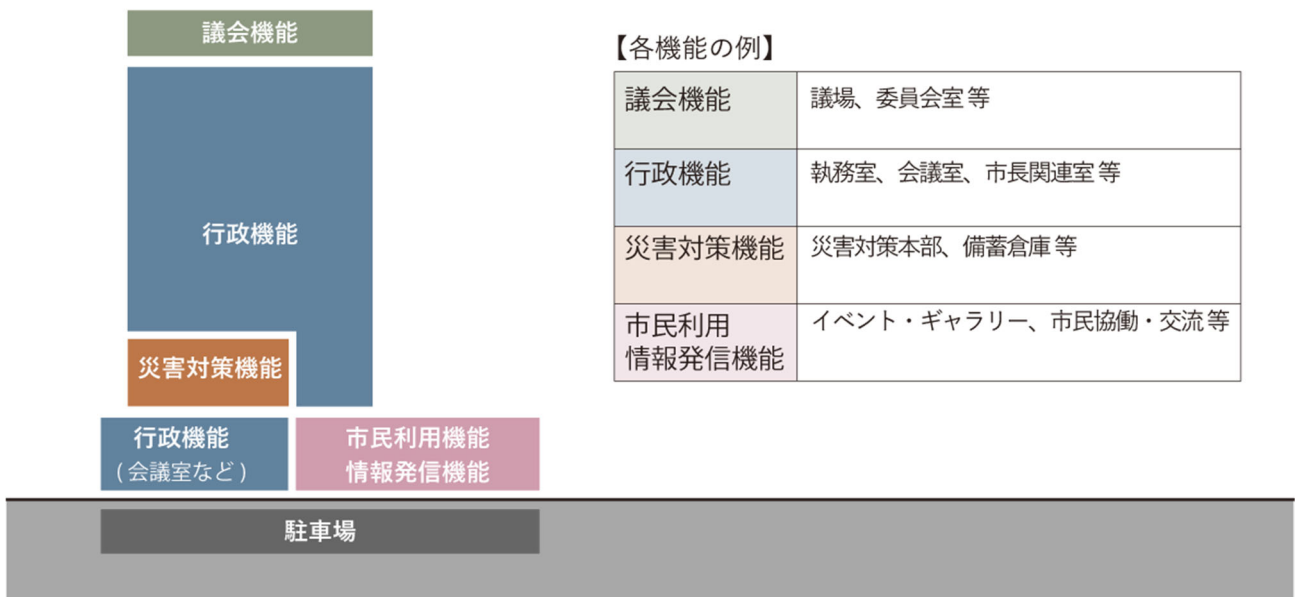 議会機能
行政機能
災害対策機能
行政機能
(会議室など)
市民利用機能
情報発信機能
駐車場
【各機能の例】
議会機能 議場、委員会室 等
行政機能 執務室、会議室、市長関連室 等
災害対策機能 災害対策本部、備蓄倉庫 等
市民利用 イベント・ギャラリー、市民協働・交流 等
情報発信機能